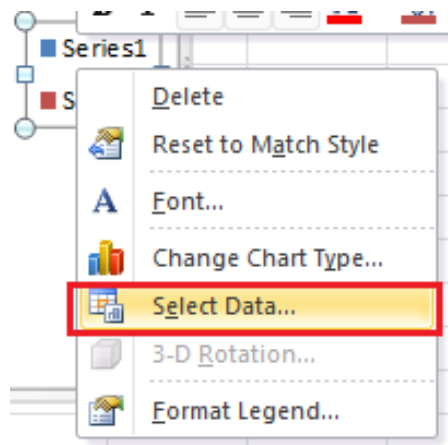 Series1
S
Delete
Reset to Match Style
A Font...
Change Chart Type...
Select Data...
3-D Rotation...
Format Legend...